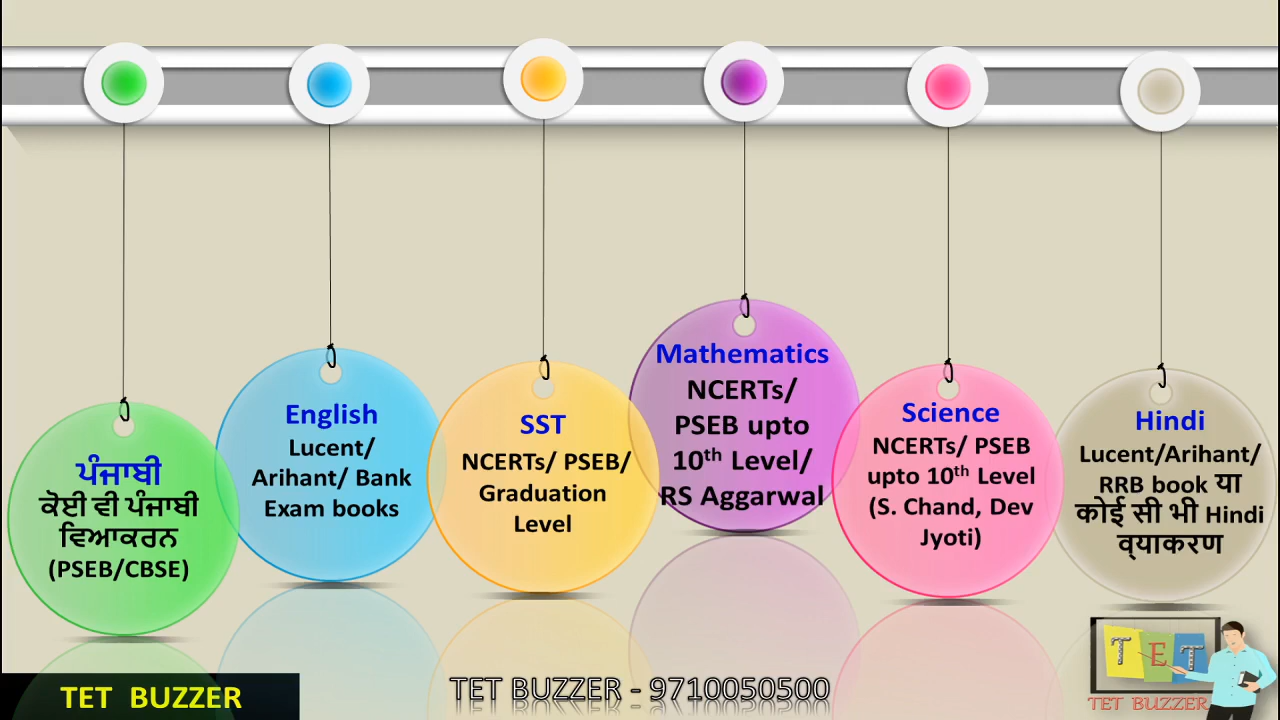 ਪੰਜਾਬੀ
ਕੋਈ ਵੀ ਪੰਜਾਬੀ
ਵਿਆਕਰਨ
(PSEB/CBSE)
English
Lucent/
Arihant/ Bank
Exam books
SST
NCERTs/ PSEB/
Graduation
Level
Mathematics
NCERTs/
PSEB upto
10th Level/
RS Aggarwal
Science
NCERTs/ PSEB
upto 10th Level
(S. Chand, Dev
Jyoti)
Hindi
Lucent/Arihant/
RRB book या
कोई सी भी Hindi
व्याकरण
TET BUZZER
TET BUZZER - 9710050500
TET
TET BUZZER